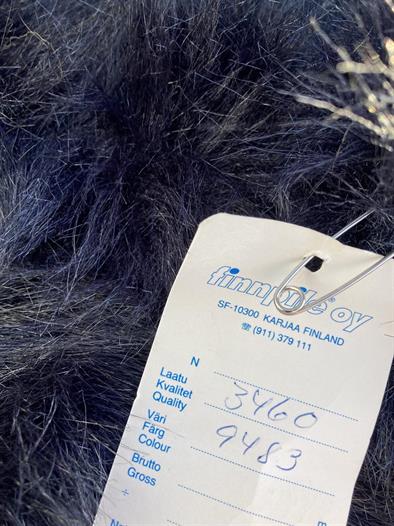 finnpile® oy
SF-10300 KARJAA FINLAND
☎ (911) 379 111
N
Laatu
Kvalitet
Quality 3460
Väri
Färg
Colour 9483
Brutto
Gross m
÷